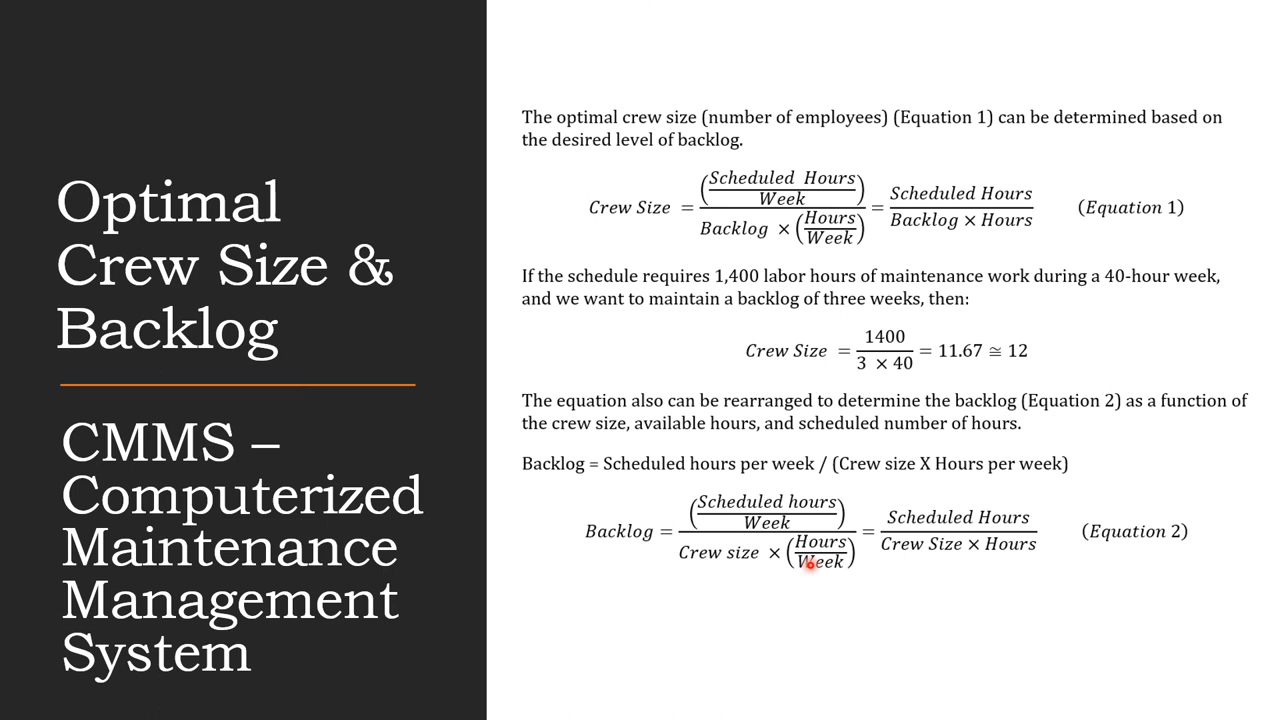 Optimal
Crew Size &
Backlog
CMMS –
Computerized
Maintenance
Management
System
The optimal crew size (number of employees) (Equation 1) can be determined based on
the desired level of backlog.
Crew Size = ((Scheduled Hours / Week)) / (Backlog × (Hours / Week)) = Scheduled Hours / (Backlog × Hours) (Equation 1)
If the schedule requires 1,400 labor hours of maintenance work during a 40-hour week,
and we want to maintain a backlog of three weeks, then:
Crew Size = 1400 / (3 × 40) = 11.67 ≅ 12
The equation also can be rearranged to determine the backlog (Equation 2) as a function of
the crew size, available hours, and scheduled number of hours.
Backlog = Scheduled hours per week / (Crew size X Hours per week)
Backlog = ((Scheduled hours / Week)) / (Crew size × (Hours / Week)) = Scheduled Hours / (Crew Size × Hours) (Equation 2)